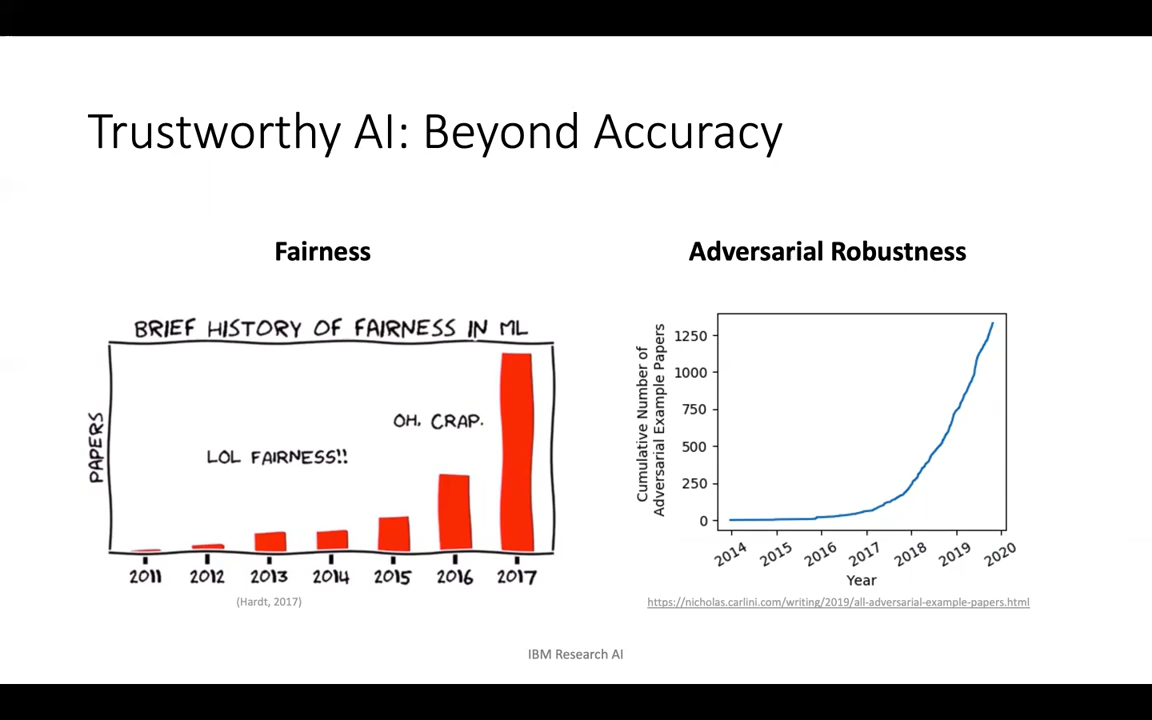 Trustworthy AI: Beyond Accuracy
Fairness
BRIEF HISTORY OF FAIRNESS IN ML
PAPERS
LOL FAIRNESS!!
OH, CRAP.
2011 2012 2013 2014 2015 2016 2017
(Hardt, 2017)
Adversarial Robustness
Cumulative Number of
Adversarial Example Papers
1250
1000
750
500
250
0
2014 2015 2016 2017 2018 2019 2020
Year
https://nicholas.carlini.com/writing/2019/all-adversarial-example-papers.html
IBM Research AI